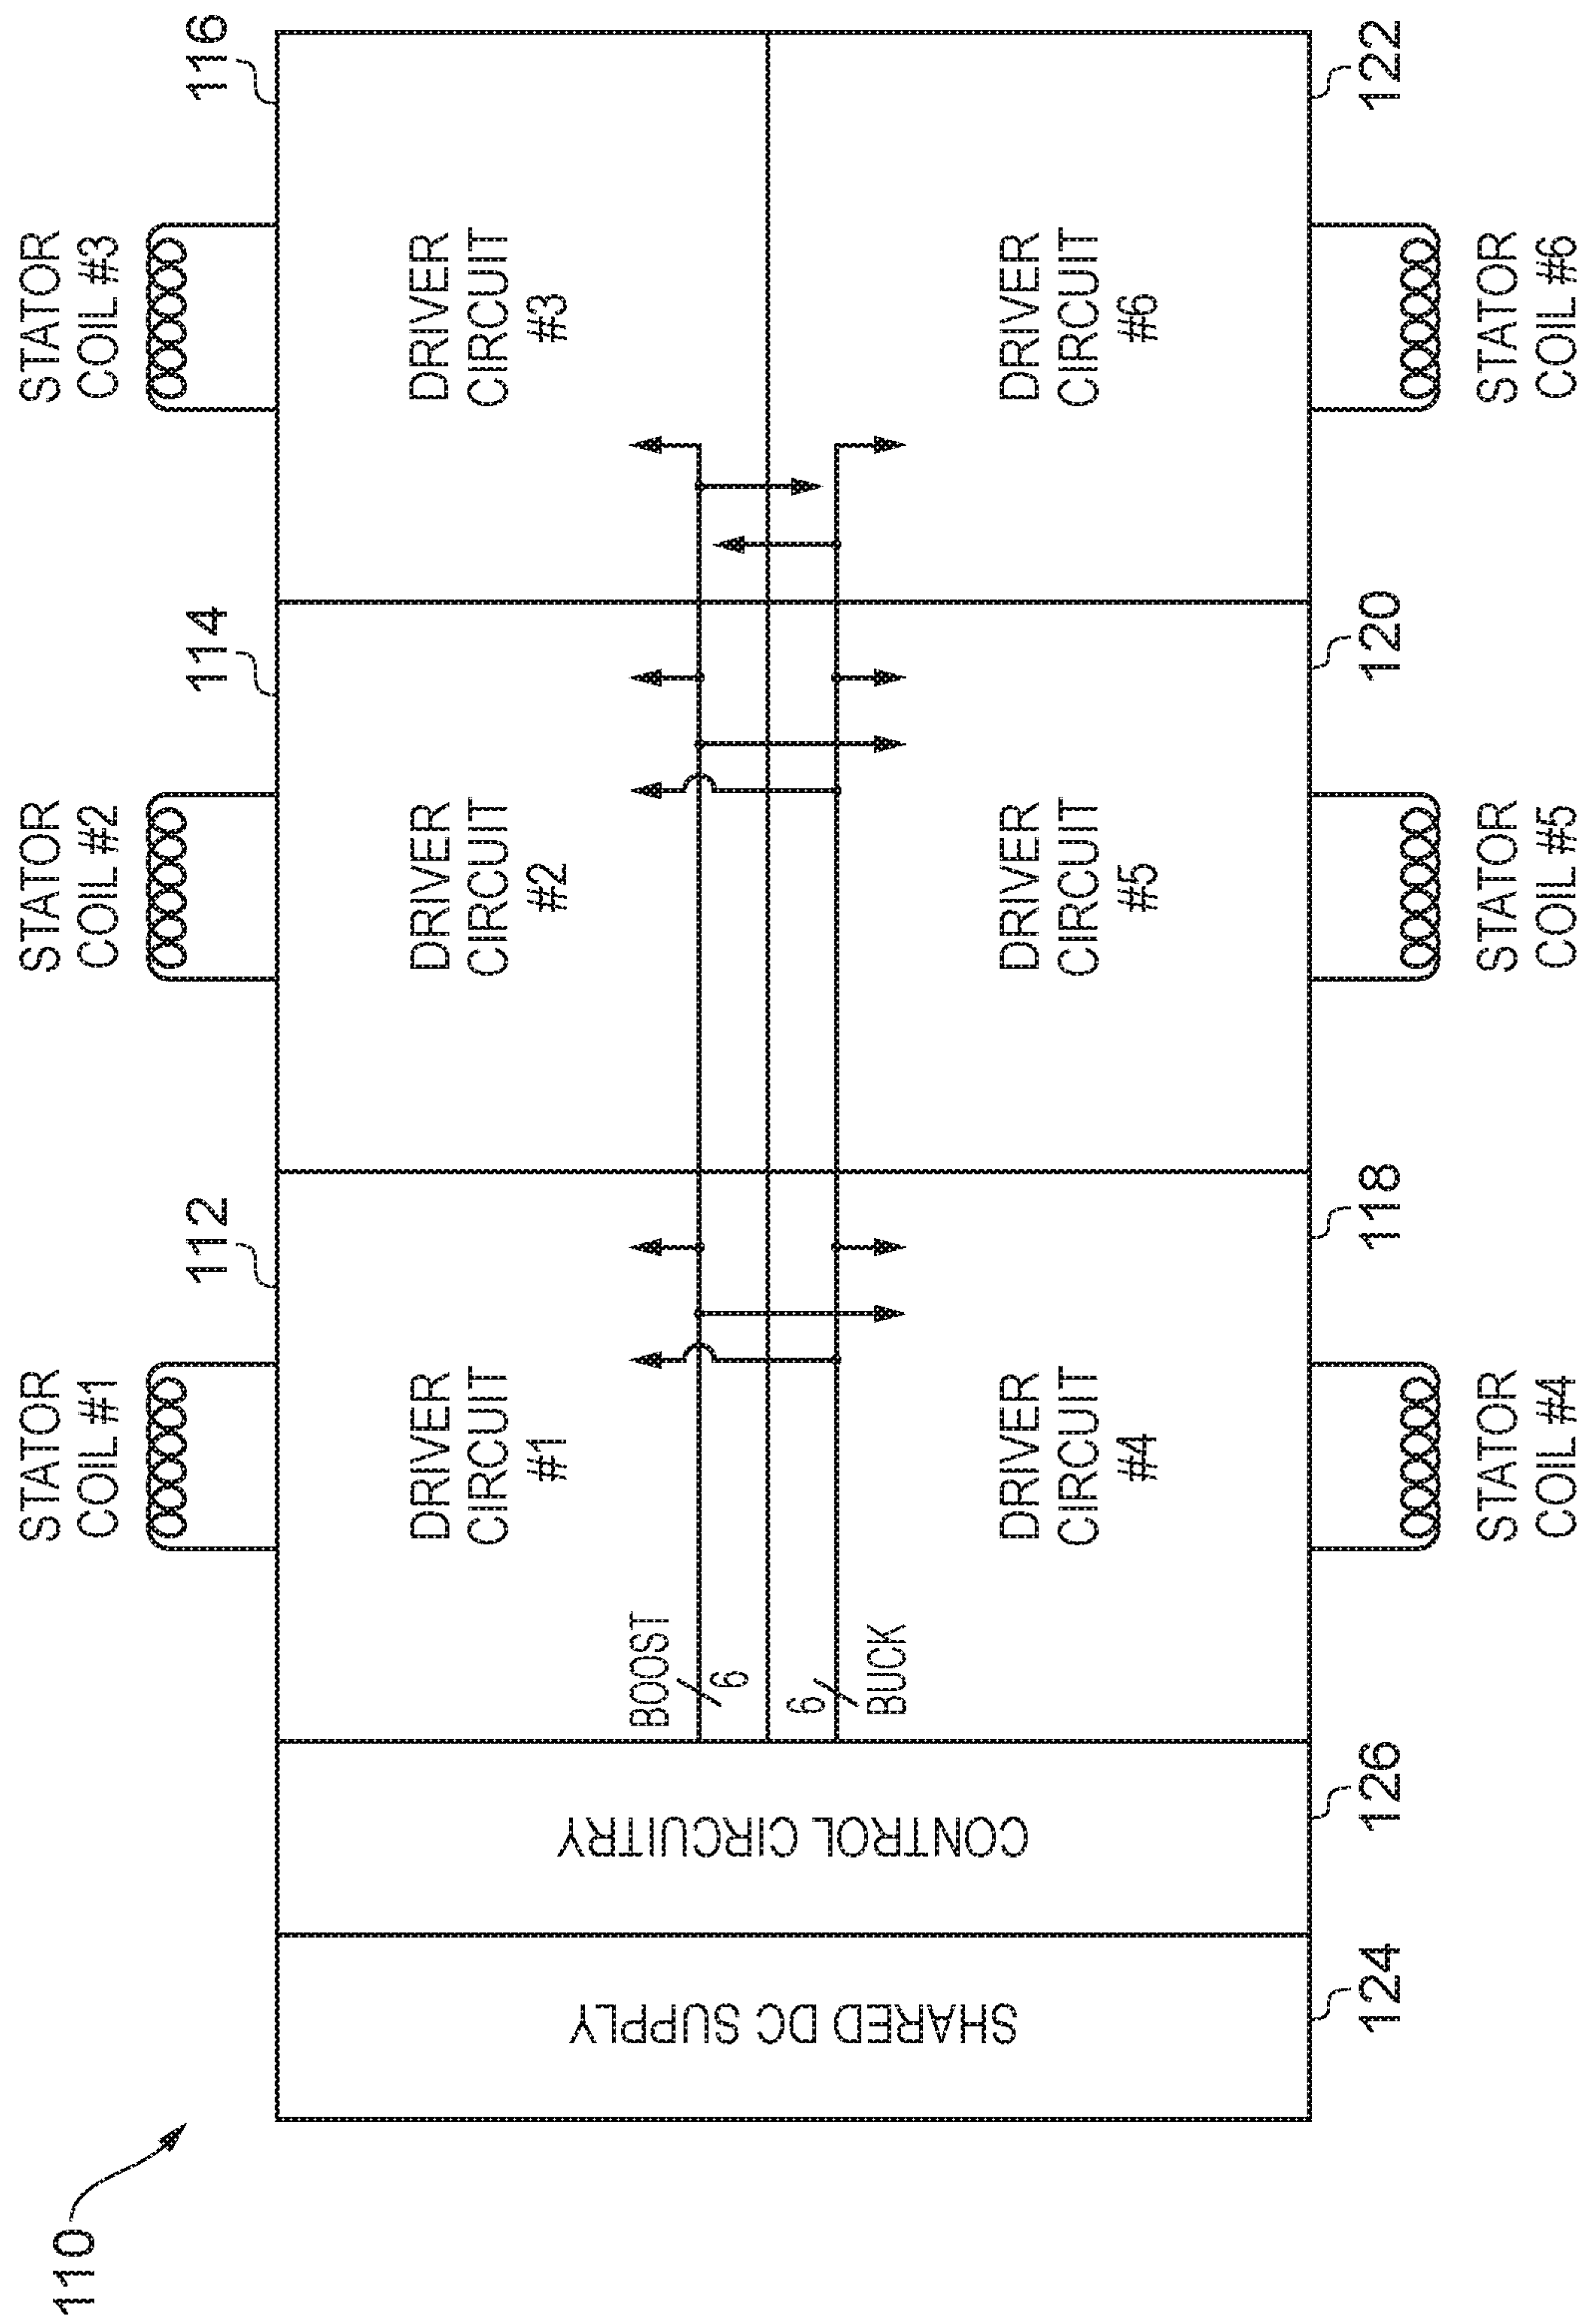 110
STATOR
COIL #1
STATOR
COIL #2
STATOR
COIL #3
112
114
116
SHARED DC SUPPLY
CONTROL CIRCUITRY
DRIVER
CIRCUIT
#1
DRIVER
CIRCUIT
#2
DRIVER
CIRCUIT
#3
BOOST
6
6
BUCK
DRIVER
CIRCUIT
#4
DRIVER
CIRCUIT
#5
DRIVER
CIRCUIT
#6
124
126
118
120
122
STATOR
COIL #4
STATOR
COIL #5
STATOR
COIL #6